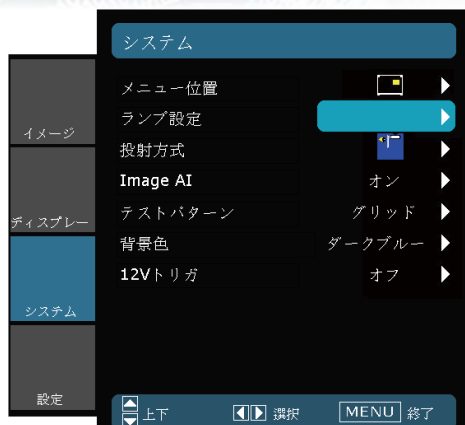 システム
イメージ
ディスプレー
システム
設定
メニュー位置
ランプ設定
投射方式
Image AI オン
テストパターン グリッド
背景色 ダークブルー
12Vトリガ オフ
上下 選択 MENU 終了